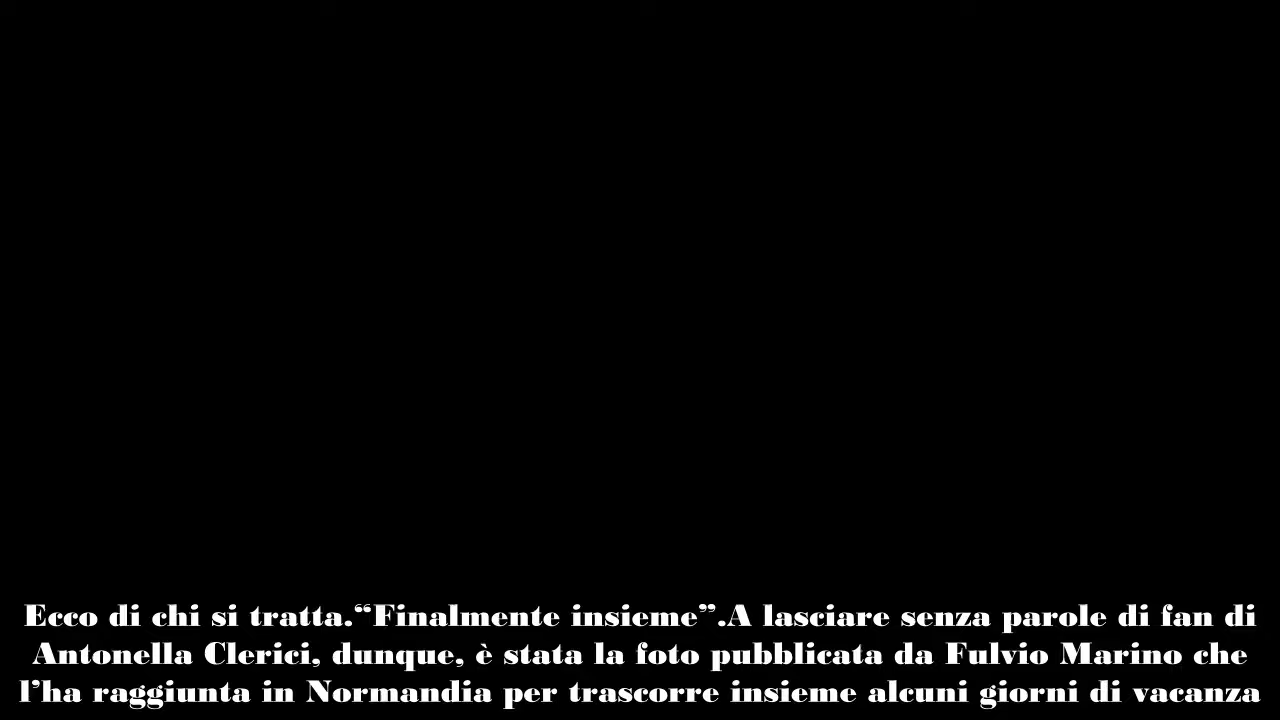 Ecco di chi si tratta.“Finalmente insieme”.A lasciare senza parole di fan di
Antonella Clerici, dunque, è stata la foto pubblicata da Fulvio Marino che
l’ha raggiunta in Normandia per trascorre insieme alcuni giorni di vacanza